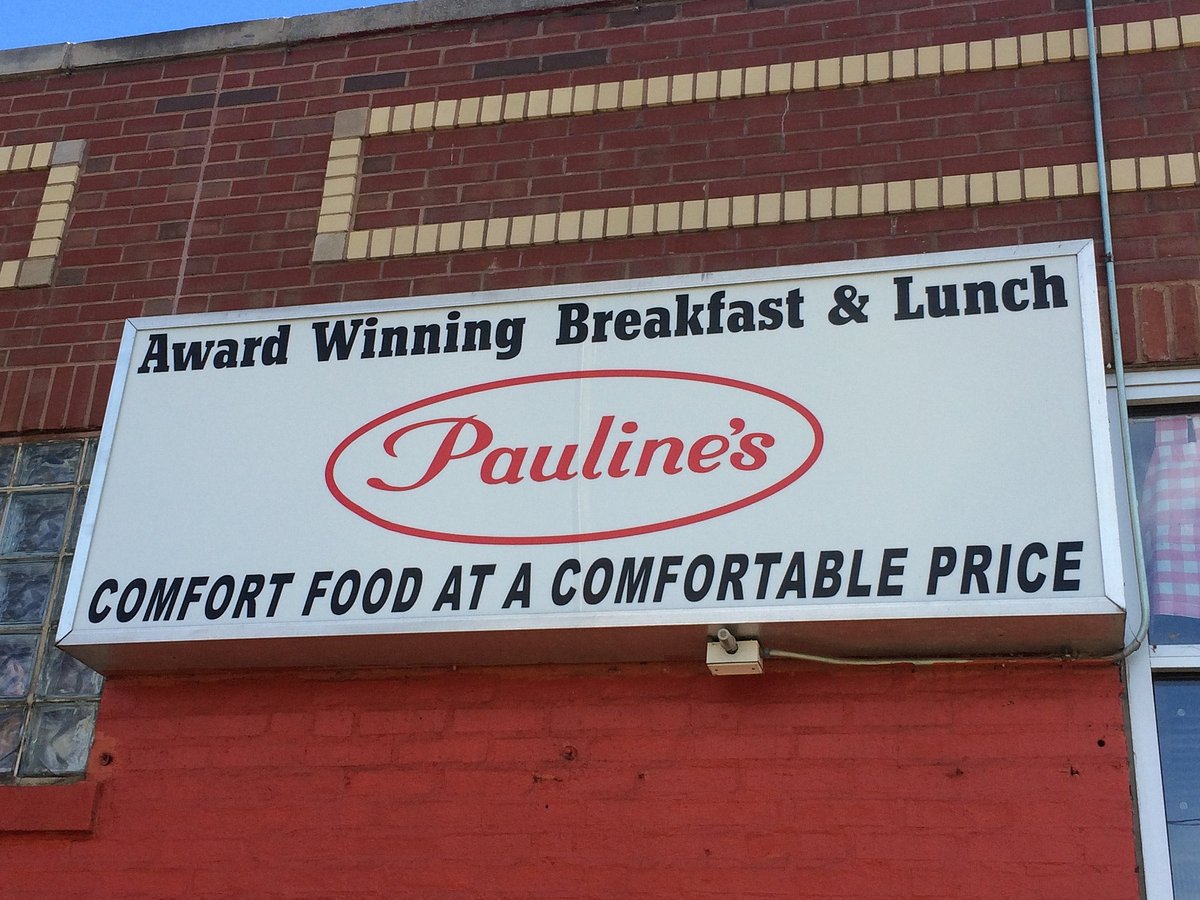 Award Winning Breakfast & Lunch
Pauline's
COMFORT FOOD AT A COMFORTABLE PRICE